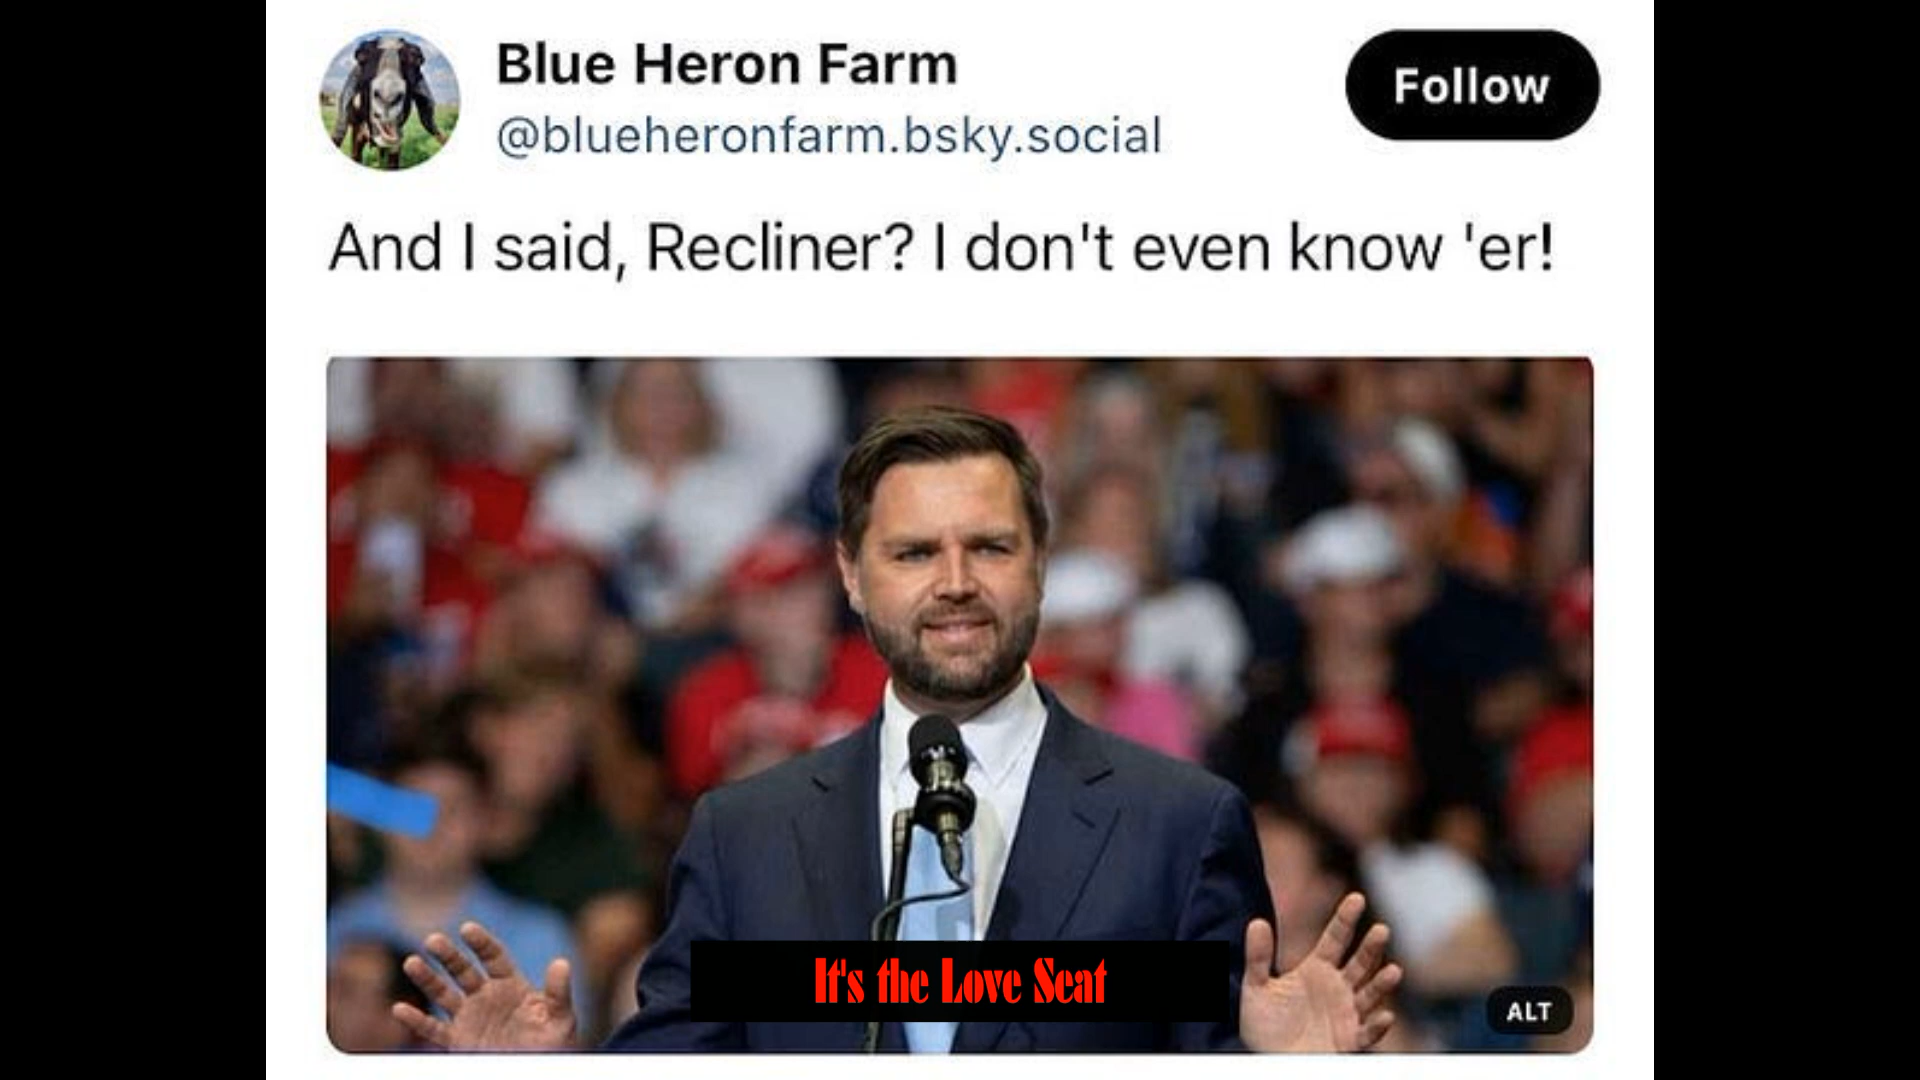 Blue Heron Farm
Follow
@blueheronfarm.bsky.social
And I said, Recliner? I don't even know 'er!
It's the Love Seat
ALT